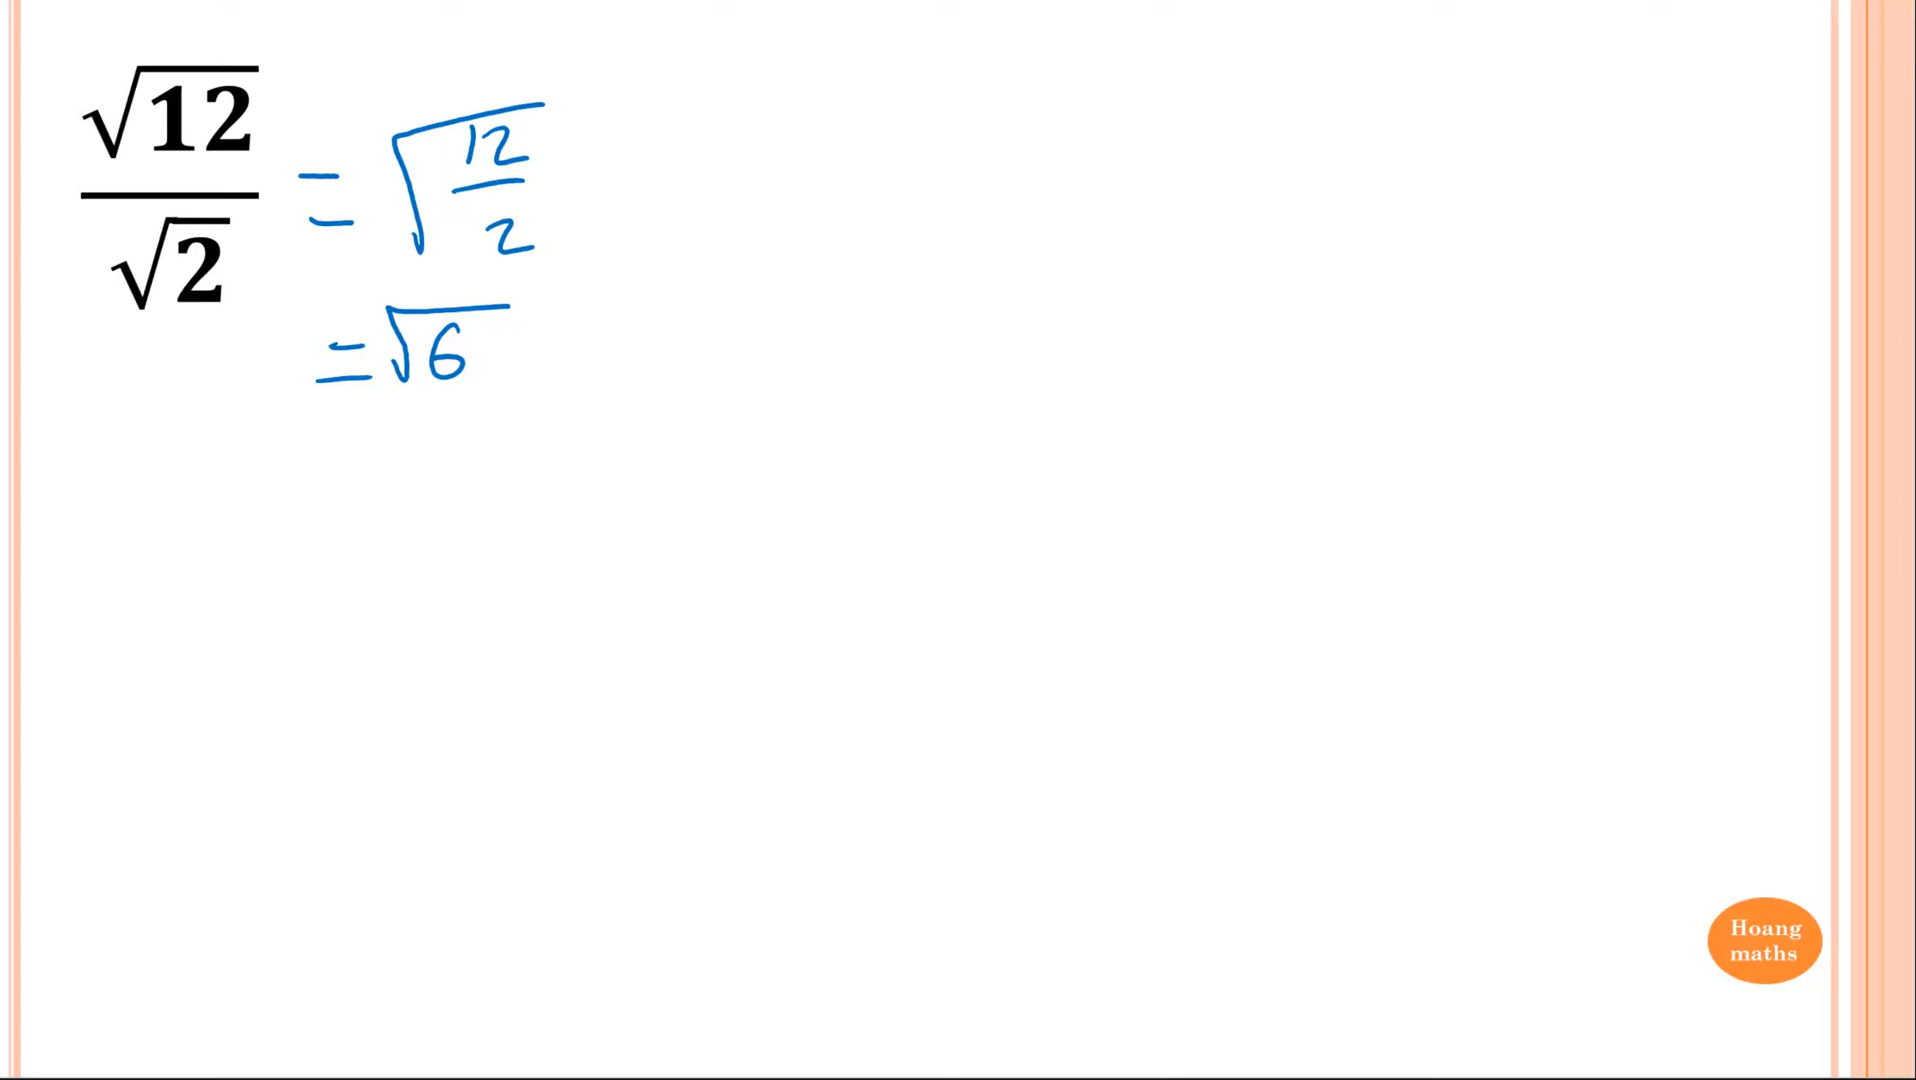 √12/√2 = √(12/2)
= √6
Hoang
maths